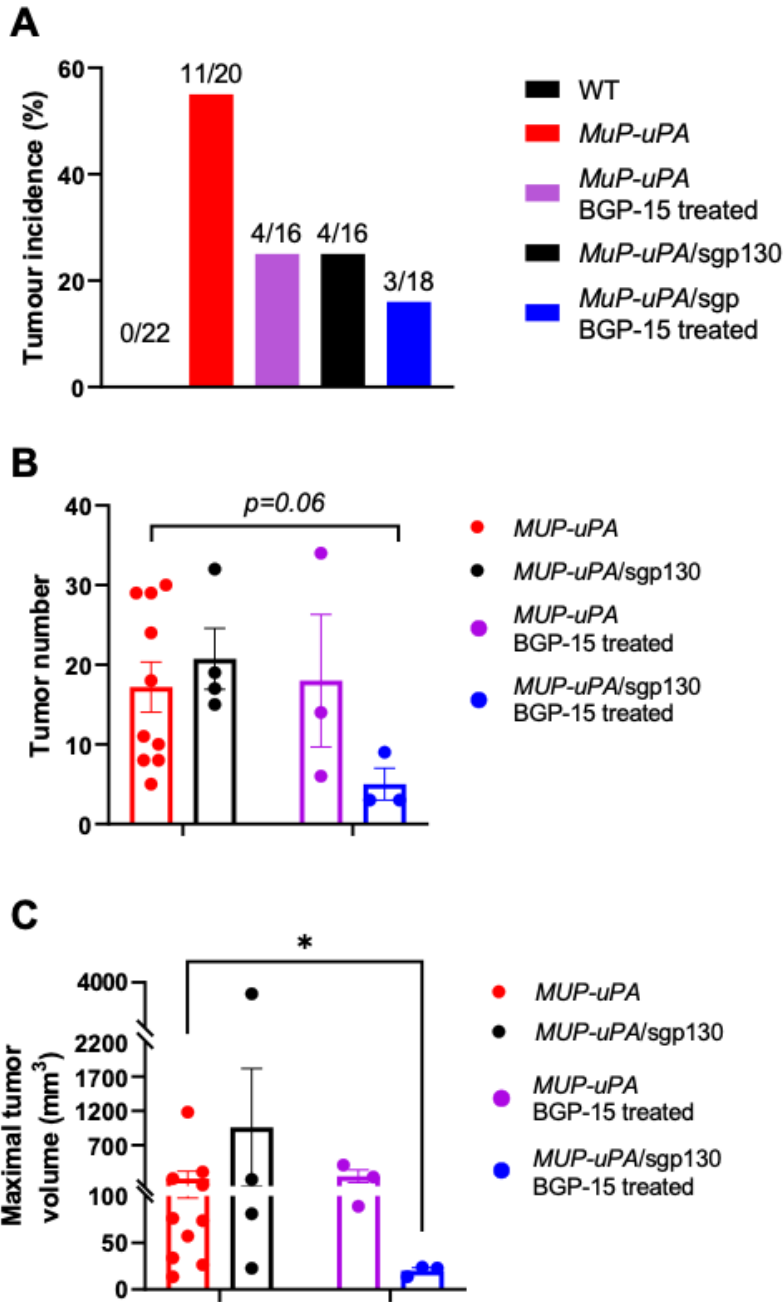 A
Tumour incidence (%)
60
40
20
0
0/22
11/20
4/16
4/16
3/18
WT
MuP-uPA
MuP-uPA
BGP-15 treated
MuP-uPA/sgp130
MuP-uPA/sgp
BGP-15 treated
B
Tumor number
40
30
20
10
0
p=0.06
MUP-uPA
MUP-uPA/sgp130
MUP-uPA
BGP-15 treated
MUP-uPA/sgp130
BGP-15 treated
C
Maximal tumor
volume (mm³)
4000
2200
1700
1200
700
100
50
0
*
MUP-uPA
MUP-uPA/sgp130
MUP-uPA
BGP-15 treated
MUP-uPA/sgp130
BGP-15 treated